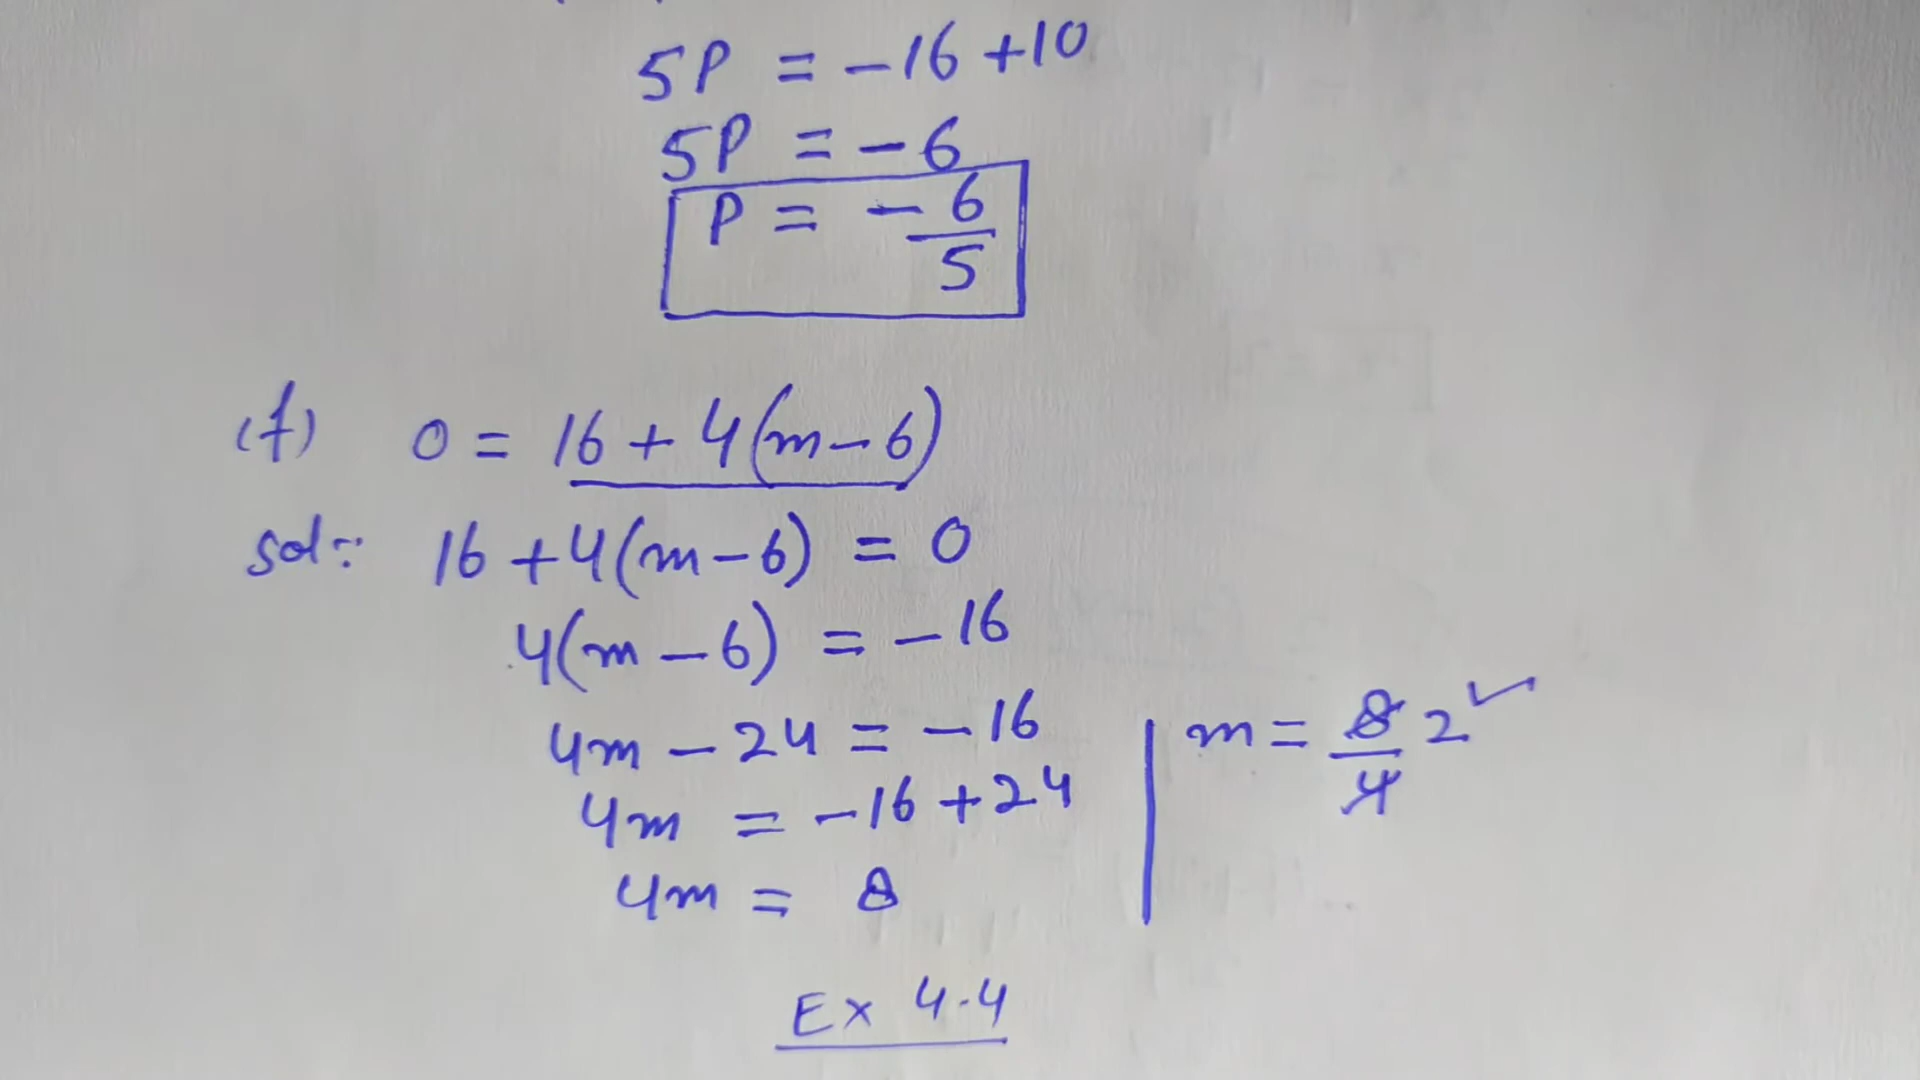 5P = -16 +10
5P = -6
P = -6/5
(f) 0 = 16 + 4(m-6)
sol:- 16 +4(m-6) = 0
4(m-6) = -16
4m - 24 = -16
4m = -16 +24
4m = 8
m = 8/4 2 ✓
Ex 4.4